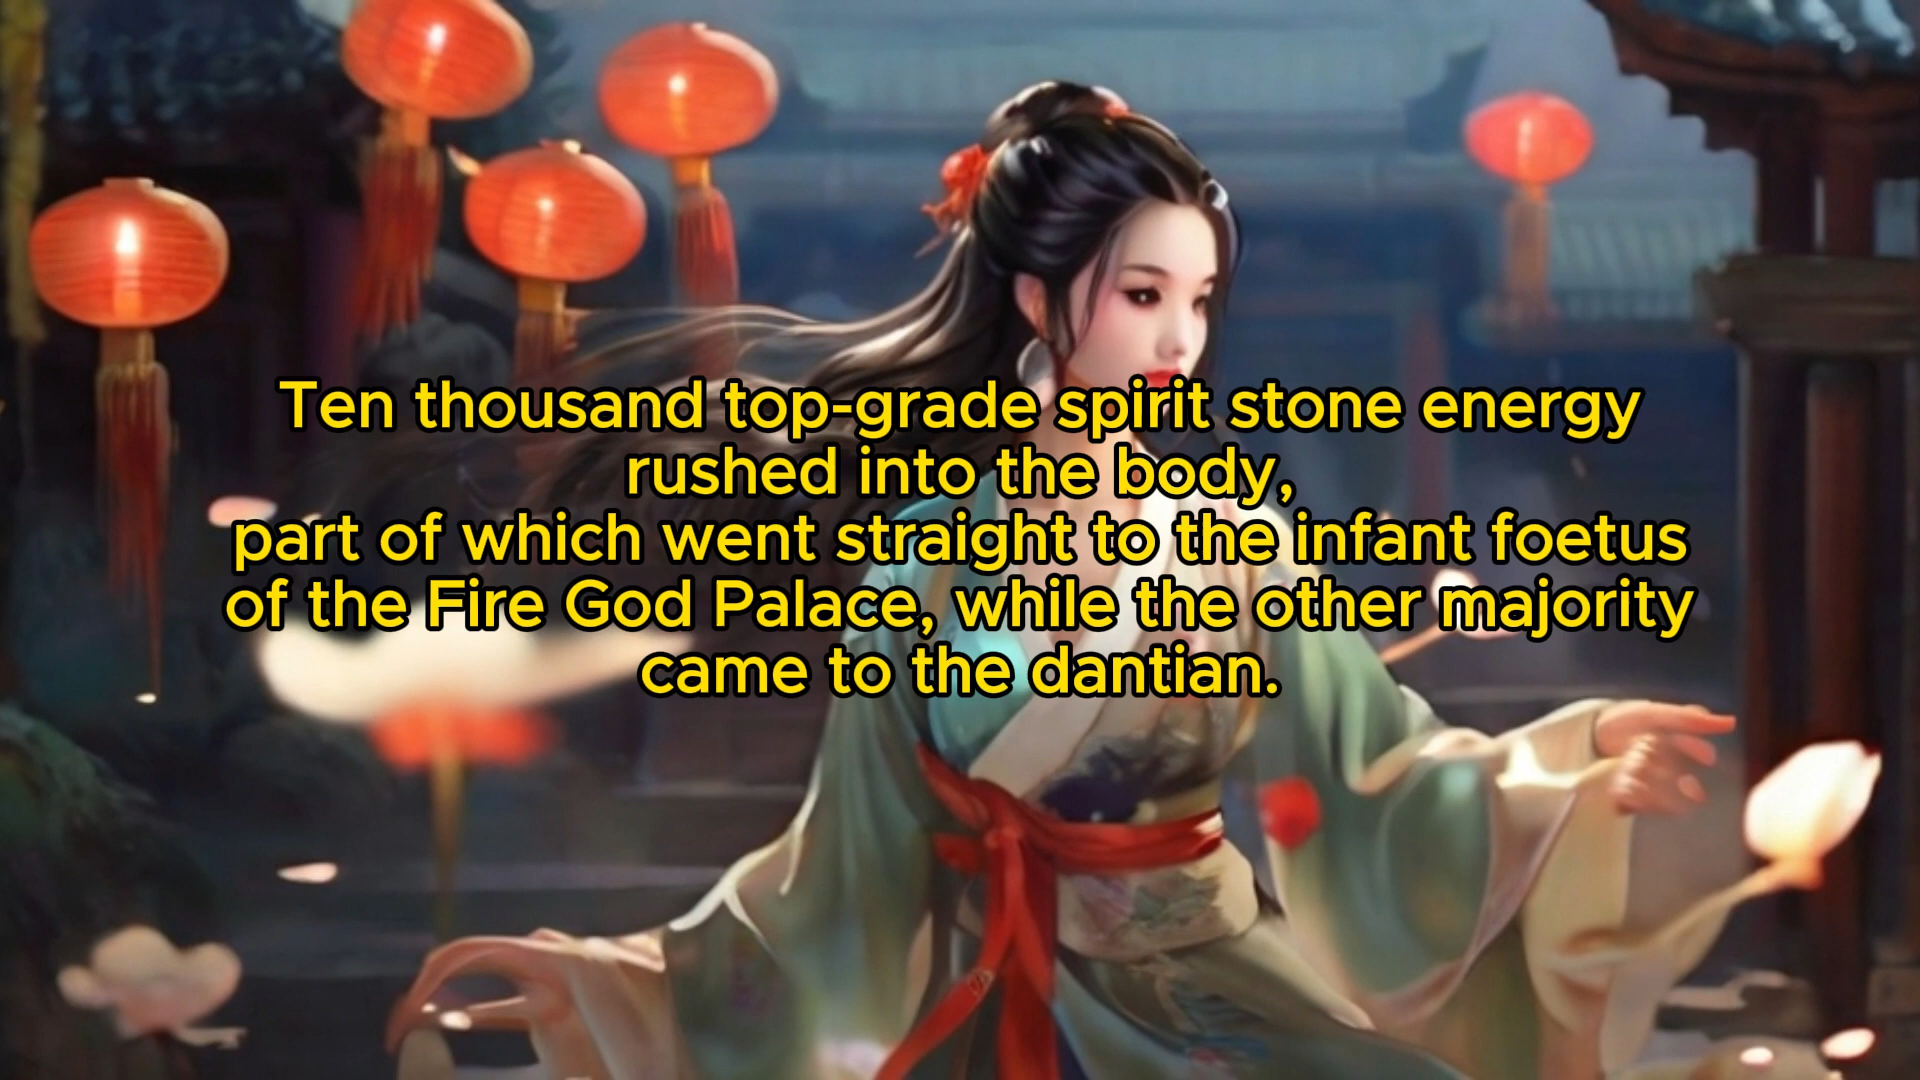 Ten thousand top-grade spirit stone energy
rushed into the body,
part of which went straight to the infant foetus
of the Fire God Palace, while the other majority
came to the dantian.